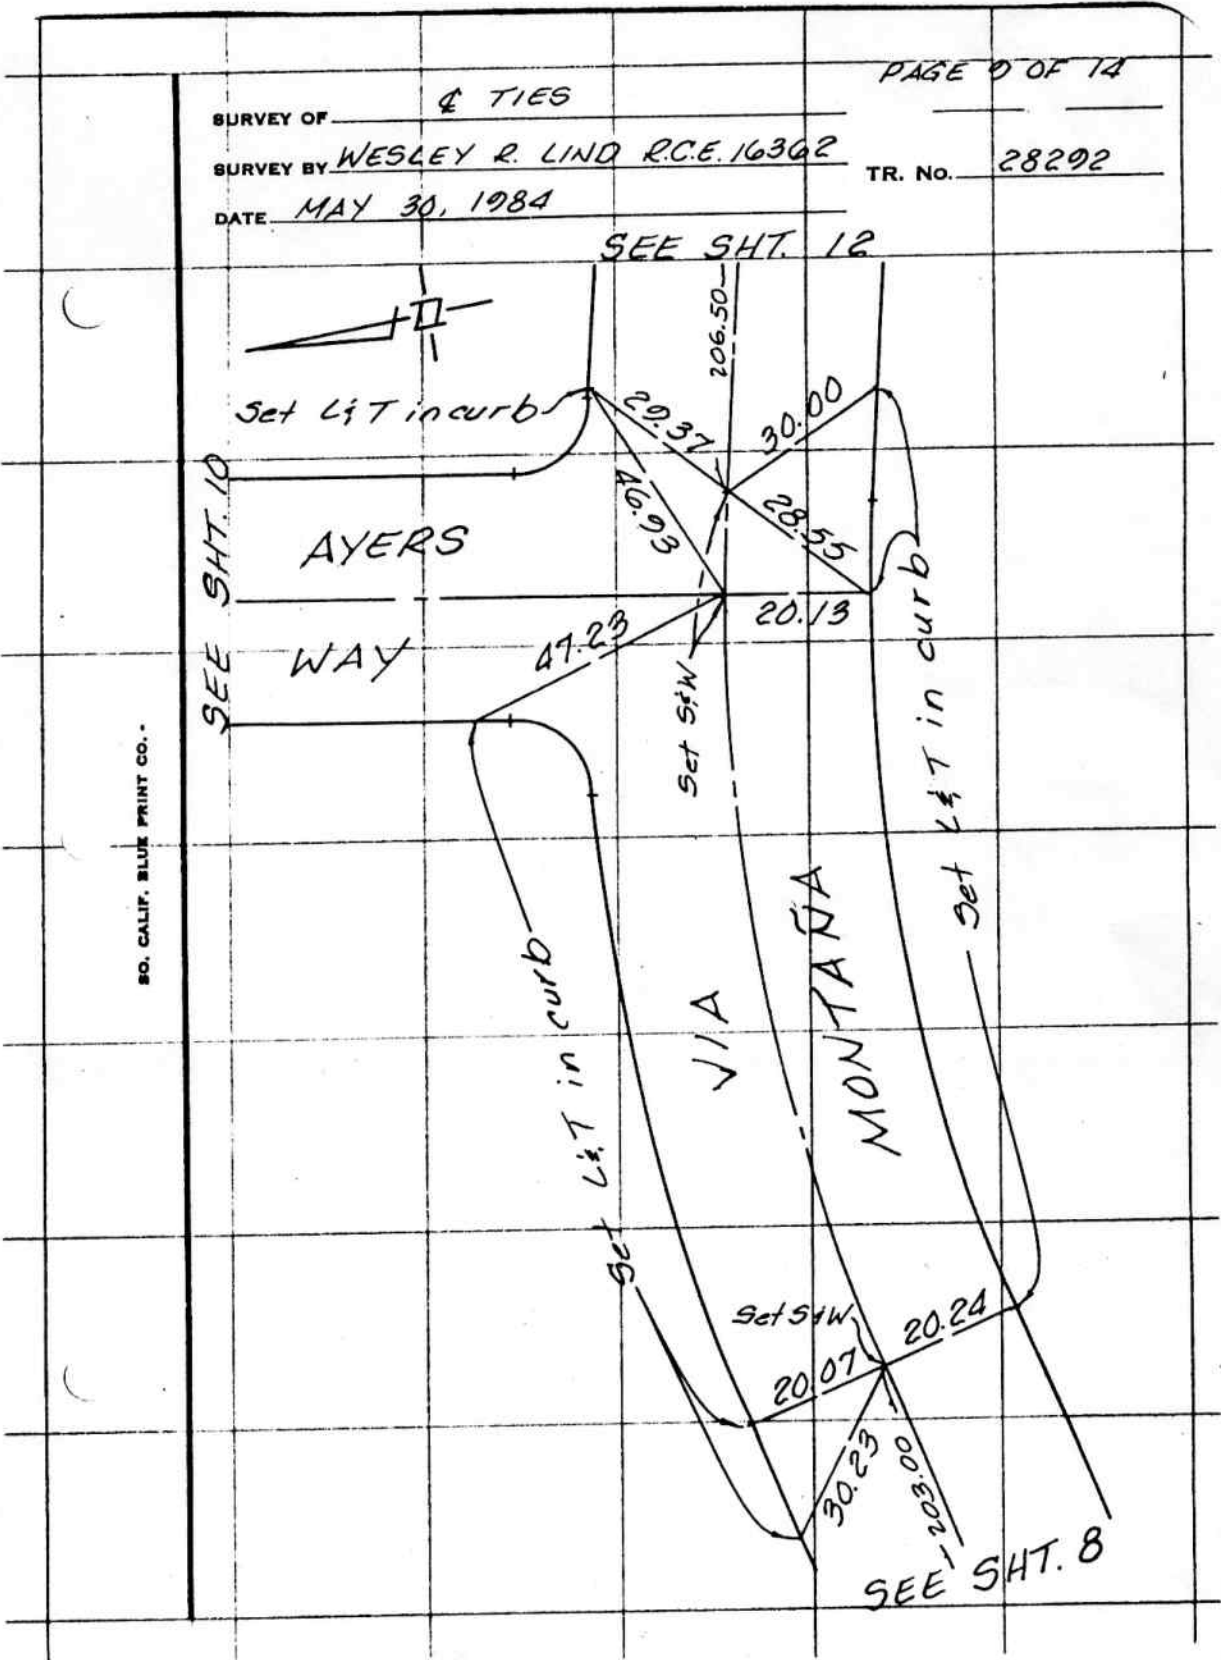 PAGE 9 OF 14
SURVEY OF ℄ TIES
SURVEY BY WESLEY R. LIND R.C.E. 16362
TR. No. 28292
DATE MAY 30, 1984
SEE SHT. 12
206.50
Set L&T in curb
29.37
30.00
46.93
28.55
SEE SHT. 10
AYERS
WAY
20.13
47.23
Set S&W
Set L&T in curb
SO. CALIF. BLUE PRINT CO.
Set L&T in curb
VIA
MONTAÑA
Set S&W
20.24
20.07
30.23
203.00
SEE SHT. 8